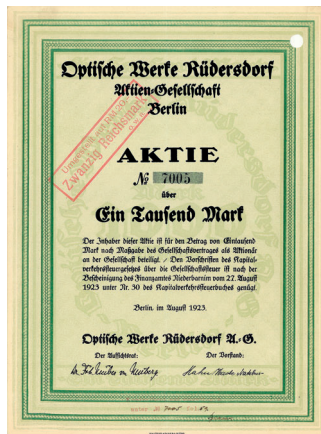 Optische Werke Rüdersdorf
Aktien-Gesellschaft
Berlin
Zwanzig Reichsmark
AKTIE
№ 7005
über
Ein Tausend Mark
Der Inhaber dieser Aktie ist für den Betrag von Eintausend
Mark nach Maßgabe des Gesellschaftsvertrages als Aktionär
an der Gesellschaft beteiligt. / Den Vorschriften des Kapital-
verkehrssteuergesetzes über die Gesellschaftssteuer ist nach der
Bescheinigung des Finanzamtes Niederbarnim vom 27. August
1923 unter Nr. 30 des Kapitalverkehrssteuerbuches genügt.
Berlin, im August 1923.
Optische Werke Rüdersdorf A.-G.
Der Aufsichtsrat:
Der Vorstand: